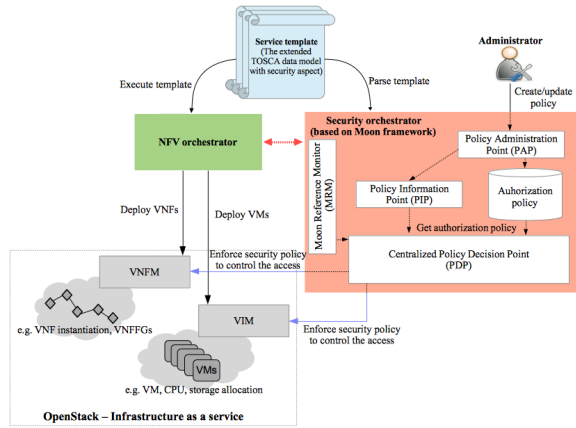 Service template
(The extended
TOSCA data model
with security aspect)
Administrator
Execute template
Parse template
Create/update
policy
Security orchestrator
(based on Moon framework)
NFV orchestrator
Moon Reference Monitor
(MRM)
Policy Administration
Point (PAP)
Policy Information
Point (PIP)
Auhorization
policy
Deploy VNFs
Deploy VMs
Get authorization policy
Centralized Policy Decision Point
(PDP)
Enforce security policy
to control the access
VNFM
VIM
Enforce security policy
to control the access
e.g. VNF instantiation, VNFFGs
VMs
e.g. VM, CPU, storage allocation
OpenStack – Infrastructure as a service